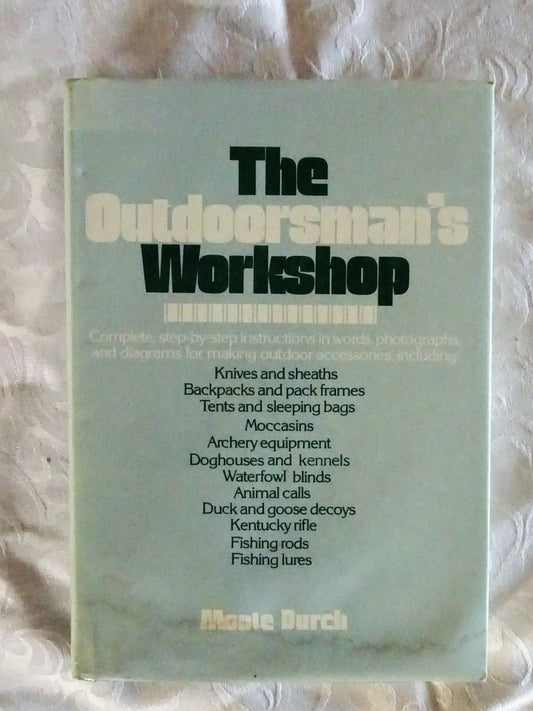 The
Outdoorsman's
Workshop
Complete, step-by-step instructions in words, photographs,
and diagrams for making outdoor accessories, including:
Knives and sheaths
Backpacks and pack frames
Tents and sleeping bags
Moccasins
Archery equipment
Doghouses and kennels
Waterfowl blinds
Animal calls
Duck and goose decoys
Kentucky rifle
Fishing rods
Fishing lures
Monte Burch